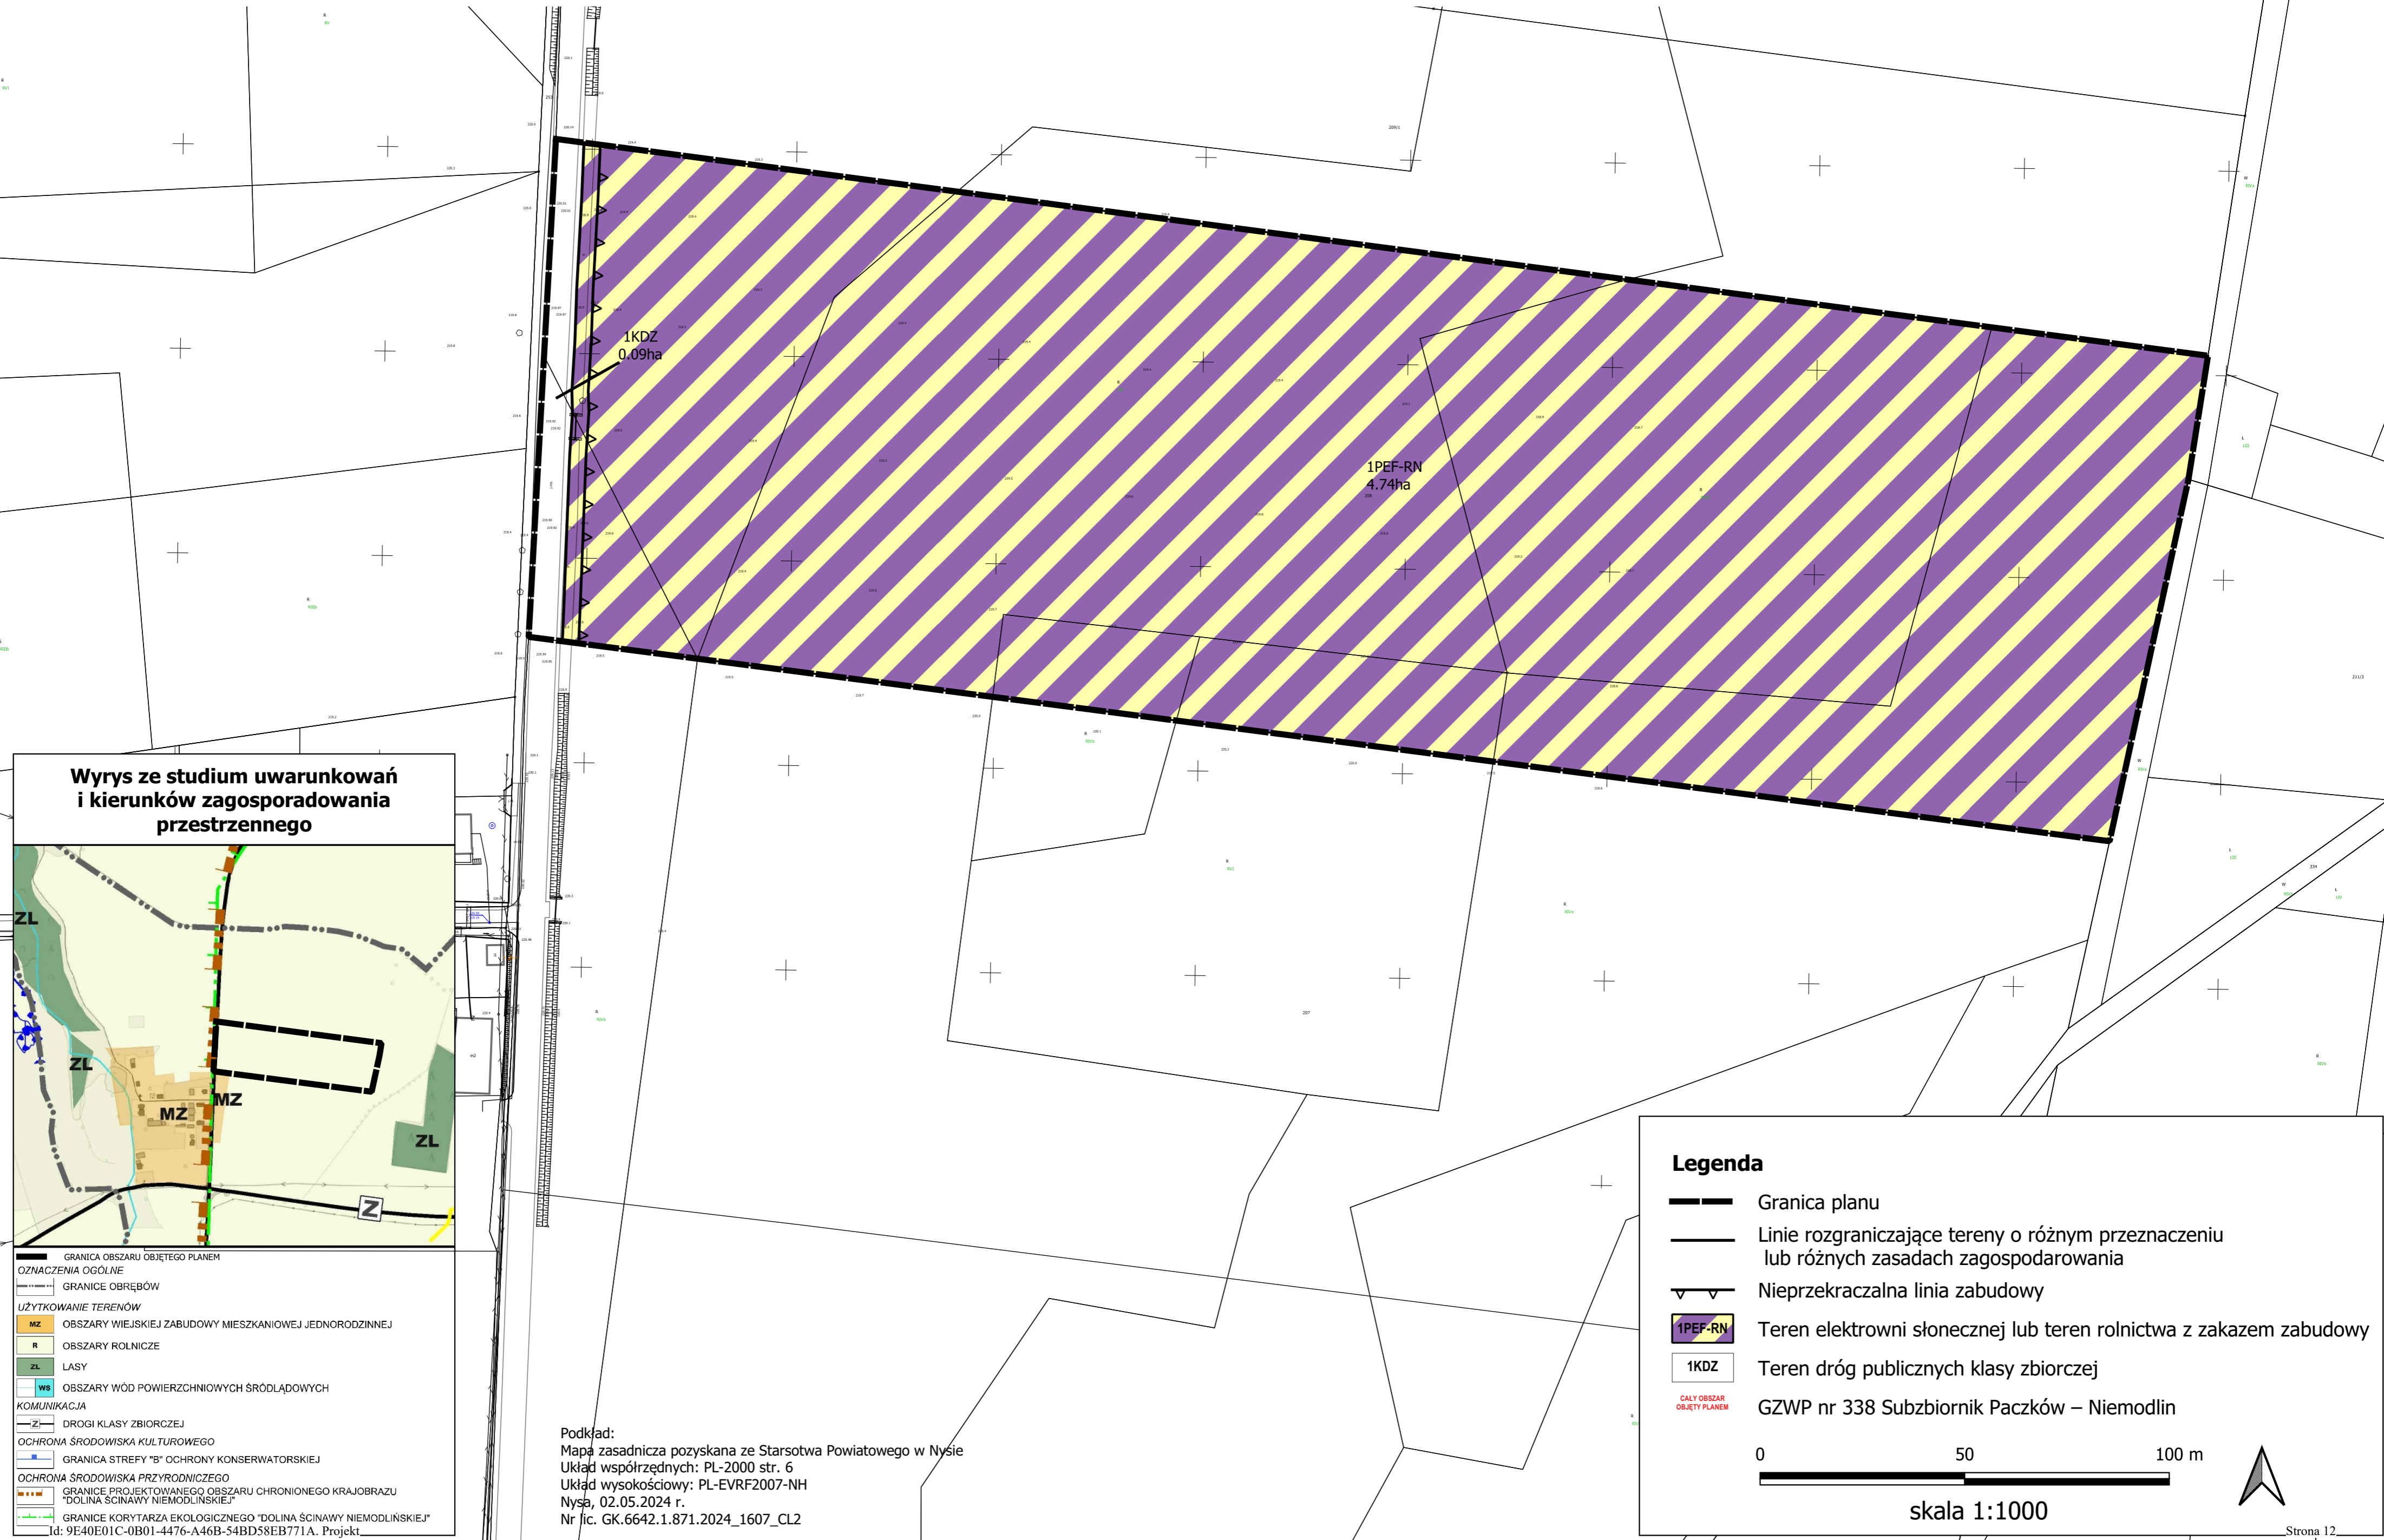 1KDZ
0.09ha
1PEF-RN
4.74ha
208
209/1
211/3
207
334
Wyrys ze studium uwarunkowań
i kierunków zagosporadowania
przestrzennego
ZL
ZL
MZ
MZ
ZL
Z
GRANICA OBSZARU OBJĘTEGO PLANEM
OZNACZENIA OGÓLNE
GRANICE OBRĘBÓW
UŻYTKOWANIE TERENÓW
MZ OBSZARY WIEJSKIEJ ZABUDOWY MIESZKANIOWEJ JEDNORODZINNEJ
R OBSZARY ROLNICZE
ZL LASY
WS OBSZARY WÓD POWIERZCHNIOWYCH ŚRÓDLĄDOWYCH
KOMUNIKACJA
Z DROGI KLASY ZBIORCZEJ
OCHRONA ŚRODOWISKA KULTUROWEGO
GRANICA STREFY "B" OCHRONY KONSERWATORSKIEJ
OCHRONA ŚRODOWISKA PRZYRODNICZEGO
GRANICE PROJEKTOWANEGO OBSZARU CHRONIONEGO KRAJOBRAZU
"DOLINA ŚCINAWY NIEMODLIŃSKIEJ"
GRANICE KORYTARZA EKOLOGICZNEGO "DOLINA ŚCINAWY NIEMODLIŃSKIEJ"
Id: 9E40E01C-0B01-4476-A46B-54BD58EB771A. Projekt
Podkład:
Mapa zasadnicza pozyskana ze Starsotwa Powiatowego w Nysie
Układ współrzędnych: PL-2000 str. 6
Układ wysokościowy: PL-EVRF2007-NH
Nysa, 02.05.2024 r.
Nr lic. GK.6642.1.871.2024_1607_CL2
Legenda
Granica planu
Linie rozgraniczające tereny o różnym przeznaczeniu
lub różnych zasadach zagospodarowania
Nieprzekraczalna linia zabudowy
1PEF-RN Teren elektrowni słonecznej lub teren rolnictwa z zakazem zabudowy
1KDZ Teren dróg publicznych klasy zbiorczej
CAŁY OBSZAR
OBJĘTY PLANEM
GZWP nr 338 Subzbiornik Paczków – Niemodlin
0 50 100 m
skala 1:1000
Strona 12